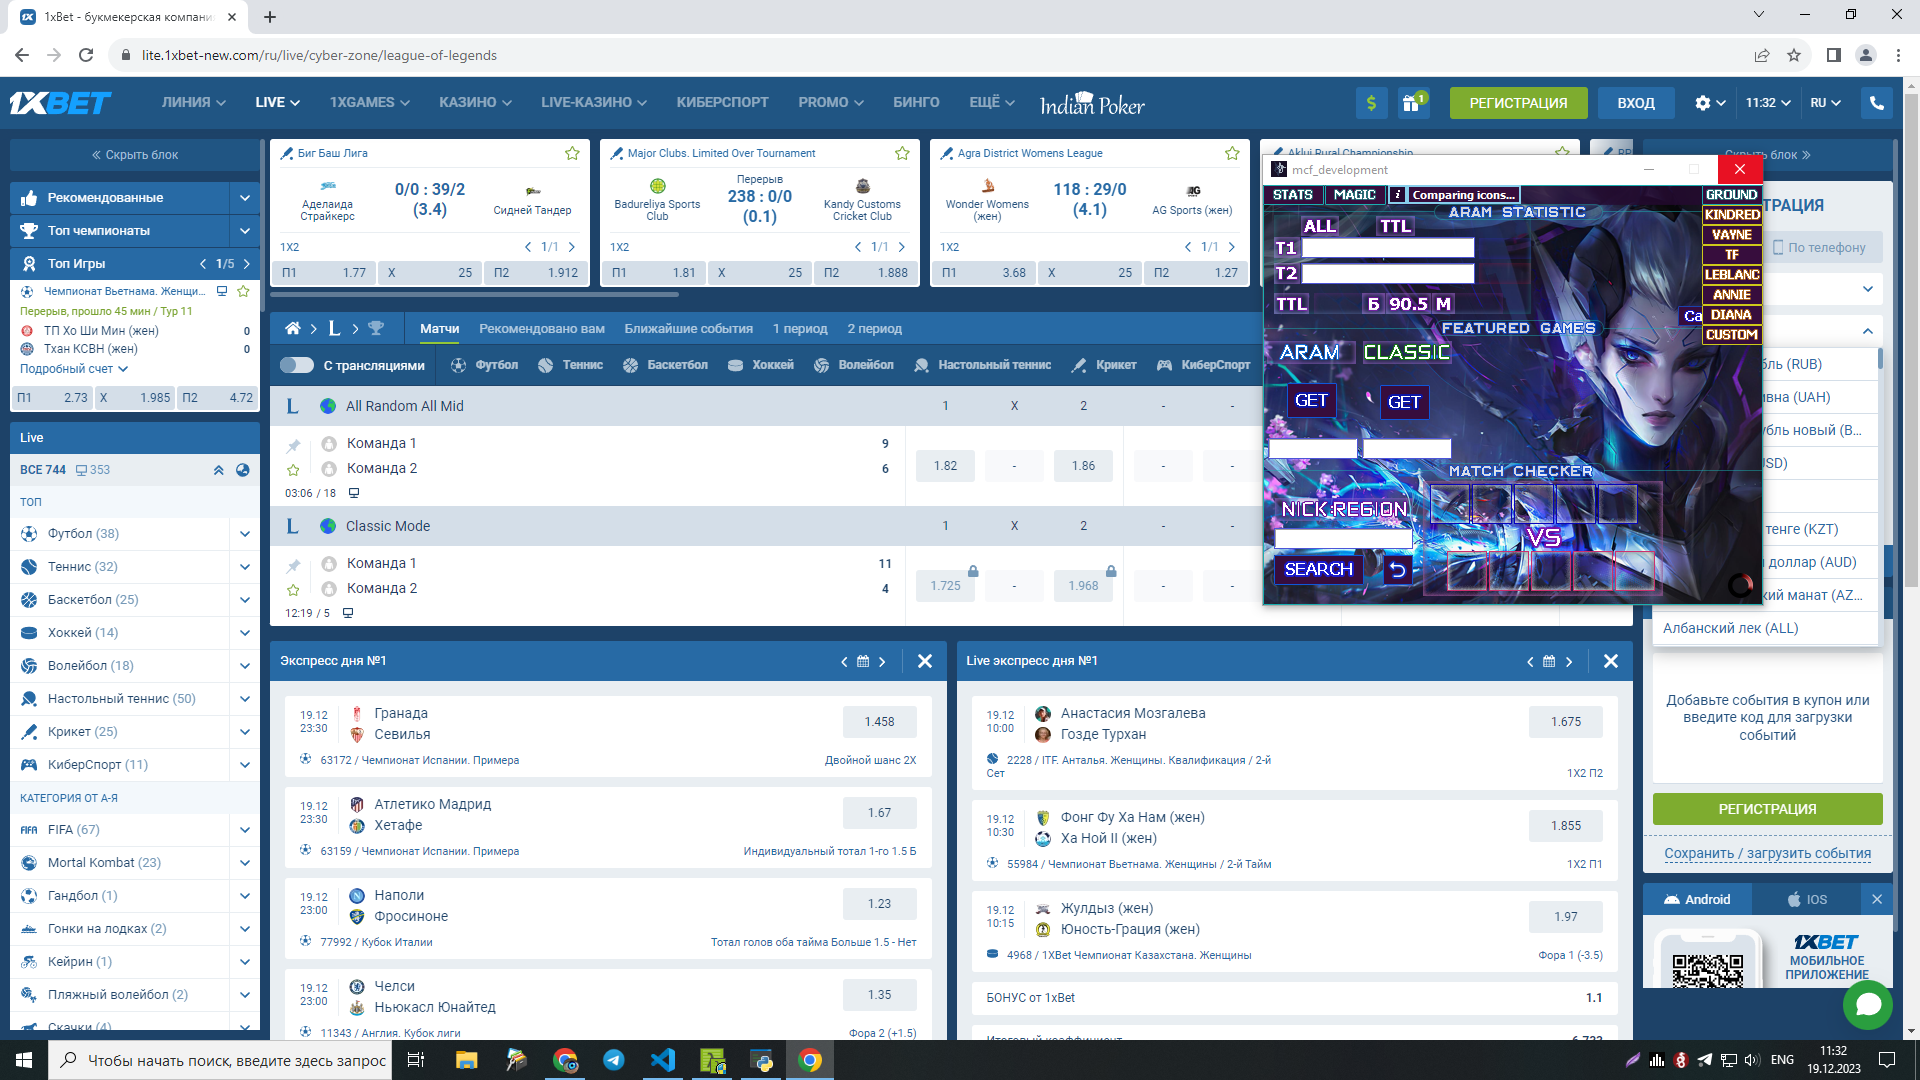 1xBet - букмекерская компани
lite.1xbet-new.com/ru/live/cyber-zone/league-of-legends
1XBET
ЛИНИЯ
LIVE
1XGAMES
КАЗИНО
LIVE-КАЗИНО
КИБЕРСПОРТ
PROMO
БИНГО
ЕЩЁ
Indian Poker
$
1
РЕГИСТРАЦИЯ
ВХОД
11:32
RU
Скрыть блок
Рекомендованные
Топ чемпионаты
Топ Игры
1/5
Чемпионат Вьетнама. Женщи...
Перерыв, прошло 45 мин / Тур 11
ТП Хо Ши Мин (жен) 0
Тхан КСВН (жен) 0
Подробный счет
П1 2.73 X 1.985 П2 4.72
Live
ВСЕ 744 353
ТОП
Футбол (38)
Теннис (32)
Баскетбол (25)
Хоккей (14)
Волейбол (18)
Настольный теннис (50)
Крикет (25)
КиберСпорт (11)
КАТЕГОРИЯ ОТ А-Я
FIFA (67)
Mortal Kombat (23)
Гандбол (1)
Гонки на лодках (2)
Кейрин (1)
Пляжный волейбол (2)
Скачки (4)
Биг Баш Лига
0/0 : 39/2
(3.4)
Аделаида Страйкерс
Сидней Тандер
1X2 1/1
П1 1.77 X 25 П2 1.912
Major Clubs. Limited Over Tournament
Перерыв
238 : 0/0
(0.1)
Badureliya Sports Club
Kandy Customs Cricket Club
1X2 1/1
П1 1.81 X 25 П2 1.888
Agra District Womens League
118 : 29/0
(4.1)
Wonder Womens (жен)
AG Sports (жен)
1X2 1/1
П1 3.68 X 25 П2 1.27
Aklui Rural Championship
L
Матчи
Рекомендовано вам
Ближайшие события
1 период
2 период
С трансляциями
Футбол
Теннис
Баскетбол
Хоккей
Волейбол
Настольный теннис
Крикет
КиберСпорт
L All Random All Mid 1 X 2 - -
Команда 1 9
Команда 2 6
1.82 - 1.86 - -
03:06 / 18
L Classic Mode 1 X 2 - -
Команда 1 11
Команда 2 4
1.725 - 1.968 - -
12:19 / 5
Экспресс дня №1
19.12
23:30
Гранада
Севилья
1.458
63172 / Чемпионат Испании. Примера
Двойной шанс 2X
19.12
23:30
Атлетико Мадрид
Хетафе
1.67
63159 / Чемпионат Испании. Примера
Индивидуальный тотал 1-го 1.5 Б
19.12
23:00
Наполи
Фросиноне
1.23
77992 / Кубок Италии
Тотал голов оба тайма Больше 1.5 - Нет
19.12
23:00
Челси
Ньюкасл Юнайтед
1.35
11343 / Англия. Кубок лиги
Фора 2 (+1.5)
Live экспресс дня №1
19.12
10:00
Анастасия Мозгалева
Гозде Турхан
1.675
2228 / ITF. Анталья. Женщины. Квалификация / 2-й
Сет
1X2 П2
19.12
10:30
Фонг Фу Ха Нам (жен)
Ха Ной II (жен)
1.855
55984 / Чемпионат Вьетнама. Женщины / 2-й Тайм
1X2 П1
19.12
10:15
Жулдыз (жен)
Юность-Грация (жен)
1.97
4968 / 1XBet Чемпионат Казахстана. Женщины
Фора 1 (-3.5)
БОНУС от 1xBet 1.1
mcf_development
STATS
MAGIC
i
Comparing icons...
GROUND
ARAM STATISTIC
KINDRED
VAYNE
TF
LEBLANC
ANNIE
DIANA
CUSTOM
ALL TTL
T1
T2
TTL Б 90.5 М
Ca
FEATURED GAMES
ARAM CLASSIC
GET GET
MATCH CHECKER
NICK:REGION
VS
SEARCH
Скрыть блок
РАЦИЯ
По телефону
бль (RUB)
вна (UAH)
убль новый (B...
SD)
тенге (KZT)
доллар (AUD)
кий манат (AZ...
Албанский лек (ALL)
Добавьте события в купон или
введите код для загрузки
событий
РЕГИСТРАЦИЯ
Сохранить / загрузить события
Android
IOS
1XBET
МОБИЛЬНОЕ
ПРИЛОЖЕНИЕ
Чтобы начать поиск, введите здесь запрос
ENG
11:32
19.12.2023